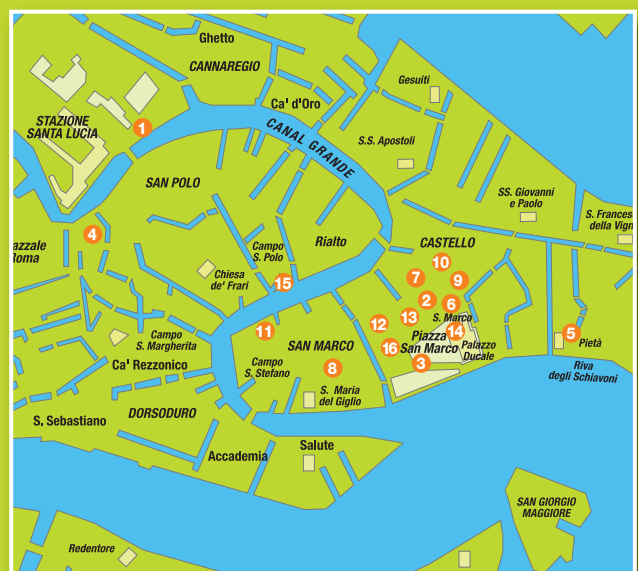 Ghetto
CANNAREGIO
Gesuiti
STAZIONE
SANTA LUCIA
1
Ca' d'Oro
CANAL GRANDE
S.S. Apostoli
SAN POLO
SS. Giovanni
e Paolo
S. Frances
della Vign
4
azzale
Roma
Campo
S. Polo
Rialto
CASTELLO
10
Chiesa
de' Frari
15
7
9
2
6
13
S. Marco
12
14
5
11
Campo
S. Margherita
SAN MARCO
Piazza
San Marco
Palazzo
Ducale
Pietà
16
3
8
Ca' Rezzonico
Campo
S. Stefano
Riva
degli Schiavoni
S. Maria
del Giglio
S. Sebastiano
DORSODURO
Accademia
Salute
SAN GIORGIO
MAGGIORE
Redentore